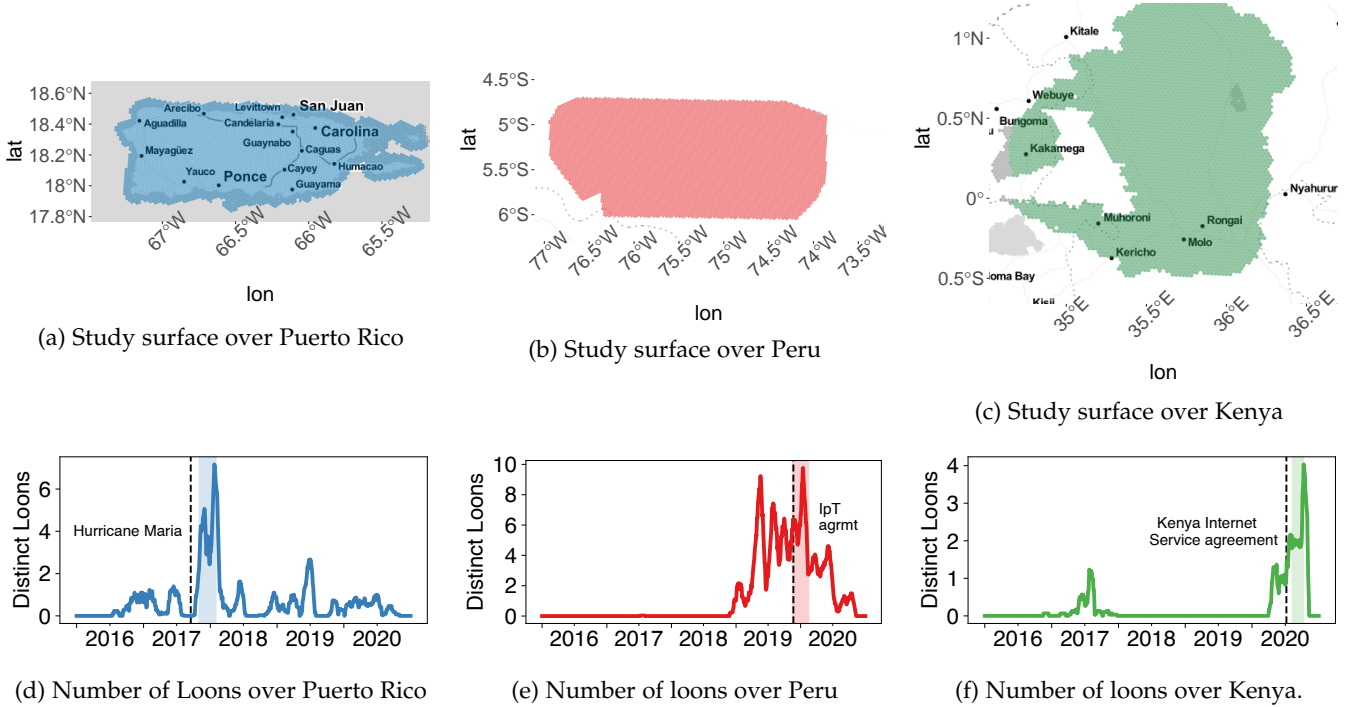 18.6°N
18.4°N
18.2°N
18°N
17.8°N
lat
Arecibo
Levittown
San Juan
Aguadilla
Candelaria
Carolina
Guaynabo
Mayagüez
Caguas
Yauco
Ponce
Cayey
Humacao
Guayama
67°W
66.5°W
66°W
65.5°W
lon
(a) Study surface over Puerto Rico
4.5°S
5°S
5.5°S
6°S
lat
77°W
76.5°W
76°W
75.5°W
75°W
74.5°W
74°W
73.5°W
lon
(b) Study surface over Peru
1°N
0.5°N
0°
0.5°S
lat
Kitale
Webuye
Bungoma
u
Kakamega
Nyahurur
Muhoroni
Rongai
Molo
Kericho
oma Bay
Kisii
35°E
35.5°E
36°E
36.5°E
lon
(c) Study surface over Kenya
Distinct Loons
6
4
2
0
Hurricane Maria
2016 2017 2018 2019 2020
(d) Number of Loons over Puerto Rico
Distinct Loons
10
8
6
4
2
0
IpT
agrmt
2016 2017 2018 2019 2020
(e) Number of loons over Peru
Distinct Loons
4
3
2
1
0
Kenya Internet
Service agreement
2016 2017 2018 2019 2020
(f) Number of loons over Kenya.